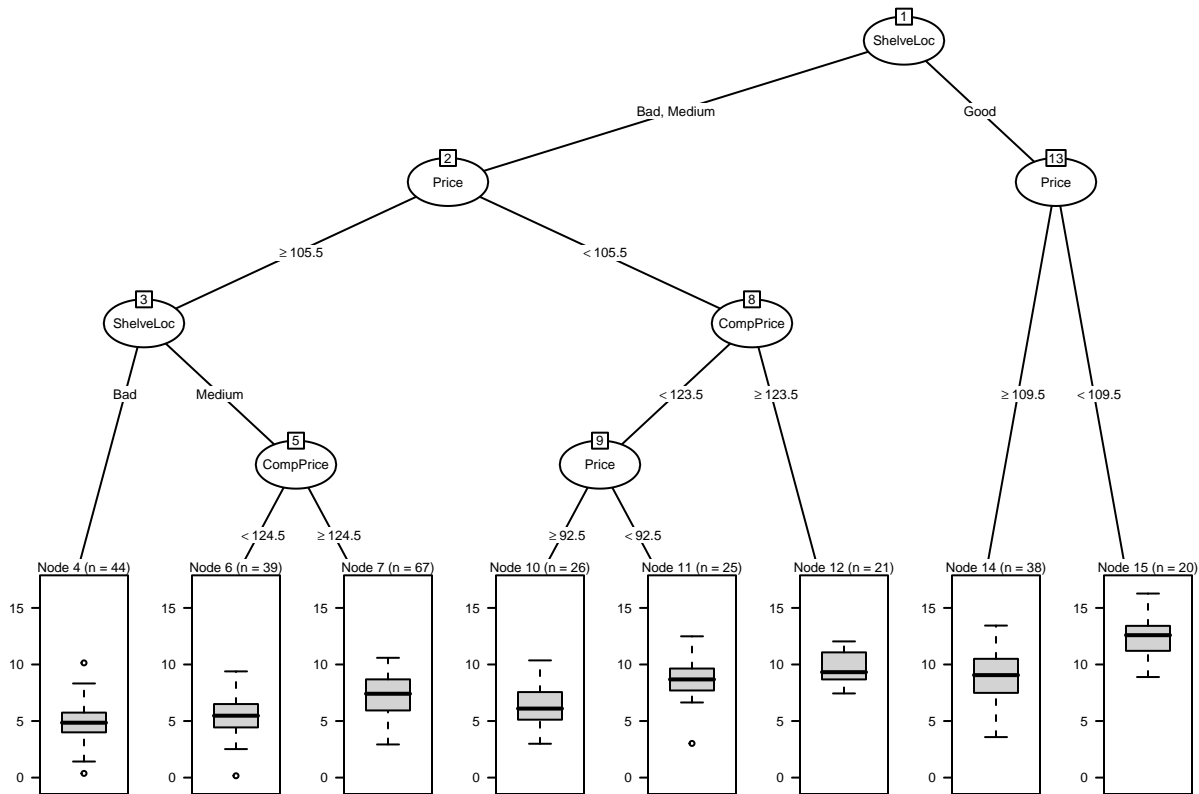 1
ShelveLoc
Bad, Medium
Good
2
Price
13
Price
≥ 105.5
< 105.5
3
ShelveLoc
8
CompPrice
Bad
Medium
< 123.5
≥ 123.5
≥ 109.5
< 109.5
5
CompPrice
9
Price
< 124.5
≥ 124.5
≥ 92.5
< 92.5
Node 4 (n = 44)
0
5
10
15
Node 6 (n = 39)
0
5
10
15
Node 7 (n = 67)
0
5
10
15
Node 10 (n = 26)
0
5
10
15
Node 11 (n = 25)
0
5
10
15
Node 12 (n = 21)
0
5
10
15
Node 14 (n = 38)
0
5
10
15
Node 15 (n = 20)
0
5
10
15